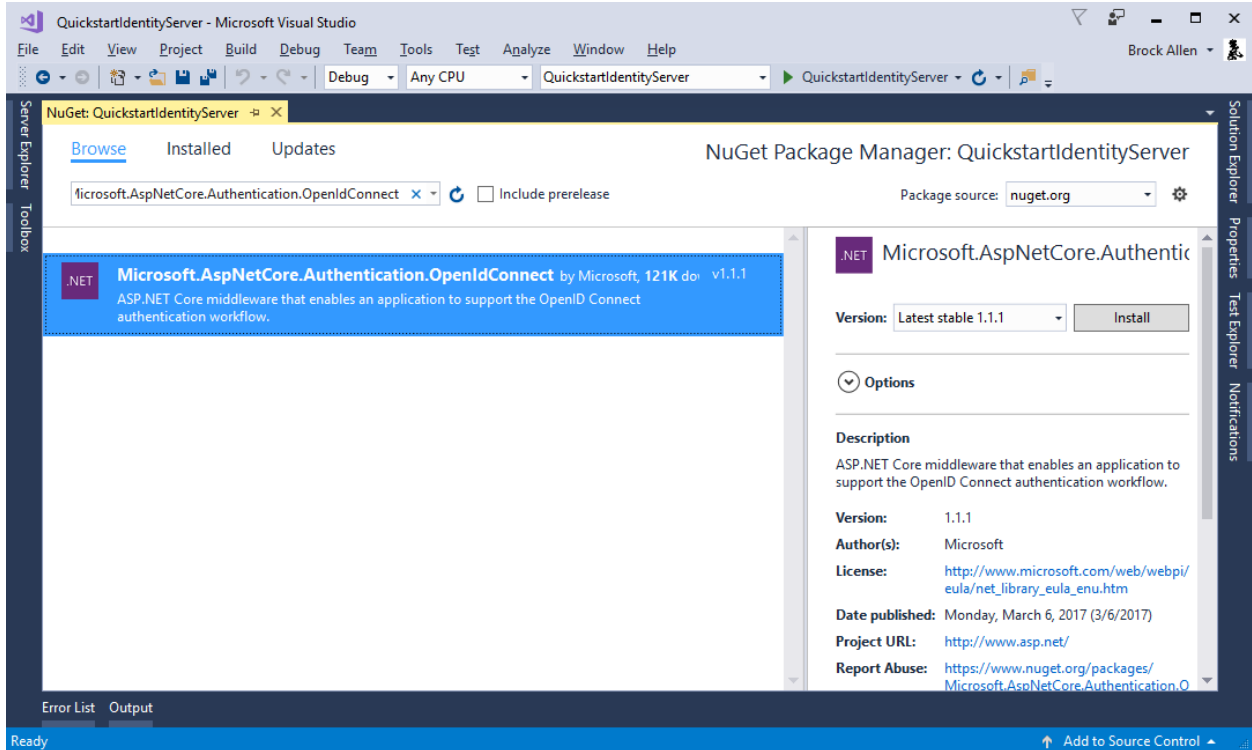 QuickstartIdentityServer - Microsoft Visual Studio
File Edit View Project Build Debug Team Tools Test Analyze Window Help
Brock Allen
Debug Any CPU QuickstartIdentityServer QuickstartIdentityServer
Server Explorer
Toolbox
NuGet: QuickstartIdentityServer
Browse Installed Updates
NuGet Package Manager: QuickstartIdentityServer
Microsoft.AspNetCore.Authentication.OpenIdConnect Include prerelease
Package source: nuget.org
.NET
Microsoft.AspNetCore.Authentication.OpenIdConnect by Microsoft, 121K do v1.1.1
ASP.NET Core middleware that enables an application to support the OpenID Connect
authentication workflow.
.NET
Microsoft.AspNetCore.Authentic
Version: Latest stable 1.1.1 Install
Options
Description
ASP.NET Core middleware that enables an application to
support the OpenID Connect authentication workflow.
Version: 1.1.1
Author(s): Microsoft
License: http://www.microsoft.com/web/webpi/
eula/net_library_eula_enu.htm
Date published: Monday, March 6, 2017 (3/6/2017)
Project URL: http://www.asp.net/
Report Abuse: https://www.nuget.org/packages/
Microsoft.AspNetCore.Authentication.O
Solution Explorer
Properties
Test Explorer
Notifications
Error List Output
Ready
Add to Source Control